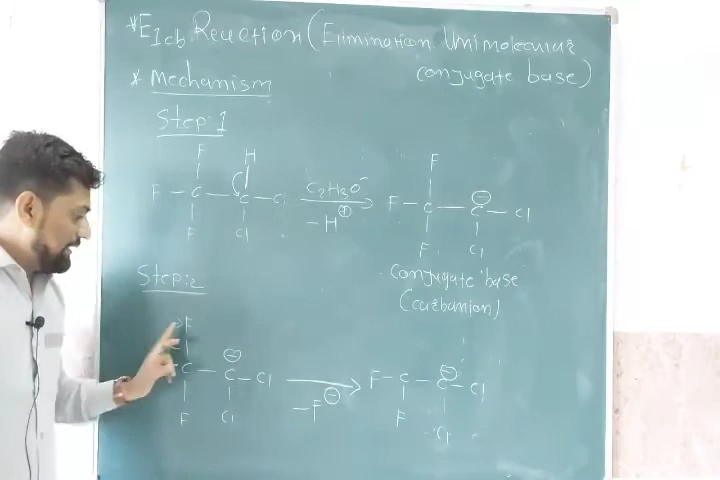 *E1cb Reaction (Elimination Unimolecular
conjugate base)
* Mechanism
Step:1
F H F
F - C - C - Cl C2H3O⁻ F - C - C⊖ - Cl
- H⊕
F Cl F Cl
Step:2
conjugate base
(carbanion)
F
C - C⊖ - Cl - F⊖ F - C - C⊖ - Cl
F Cl F Cl